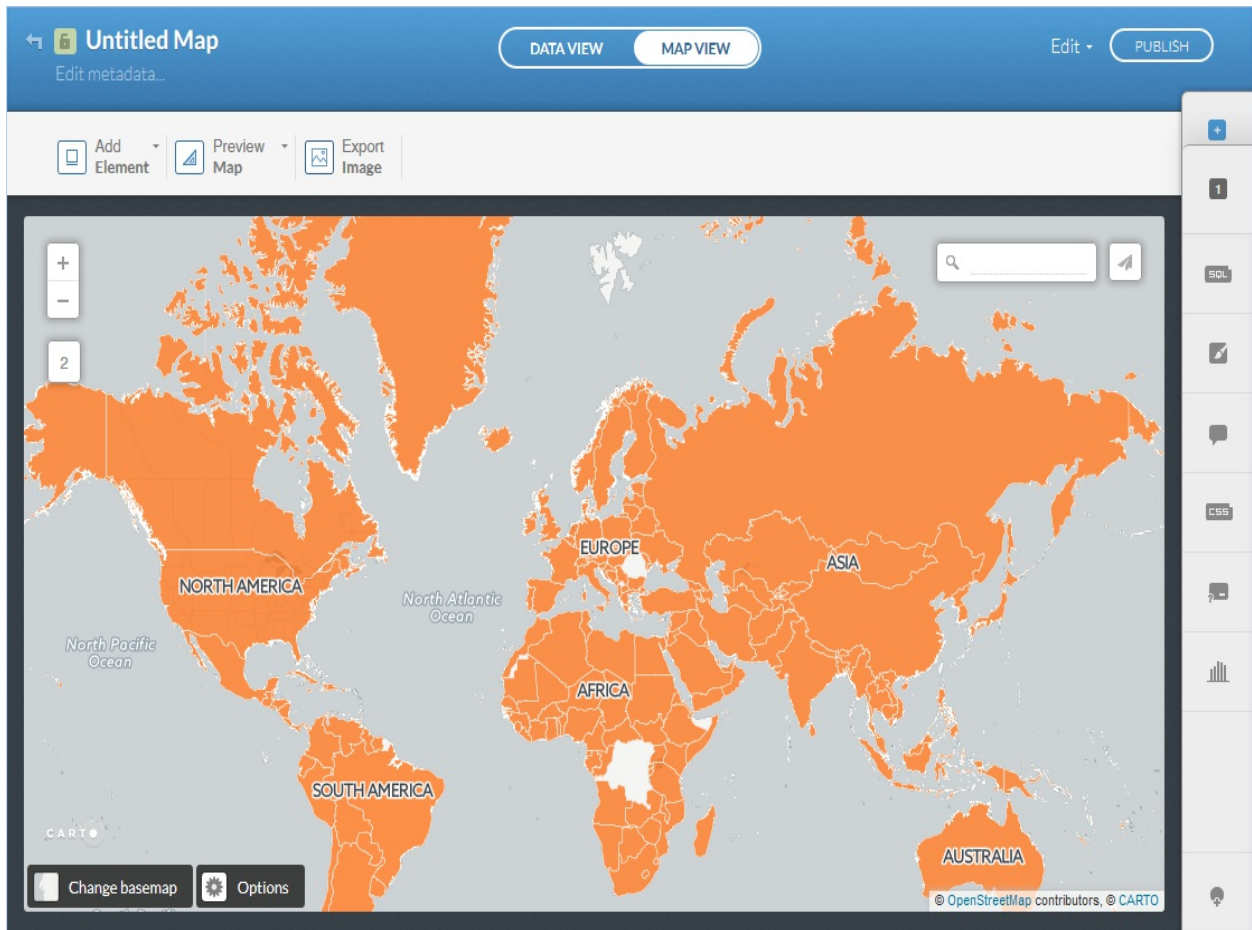 Untitled Map
Edit metadata...
DATA VIEW
MAP VIEW
Edit
PUBLISH
Add
Element
Preview
Map
Export
Image
+
1
SQL
CSS
?
+
−
2
EUROPE
ASIA
NORTH AMERICA
North Atlantic
Ocean
North Pacific
Ocean
AFRICA
SOUTH AMERICA
CARTO
AUSTRALIA
Change basemap
Options
© OpenStreetMap contributors, © CARTO